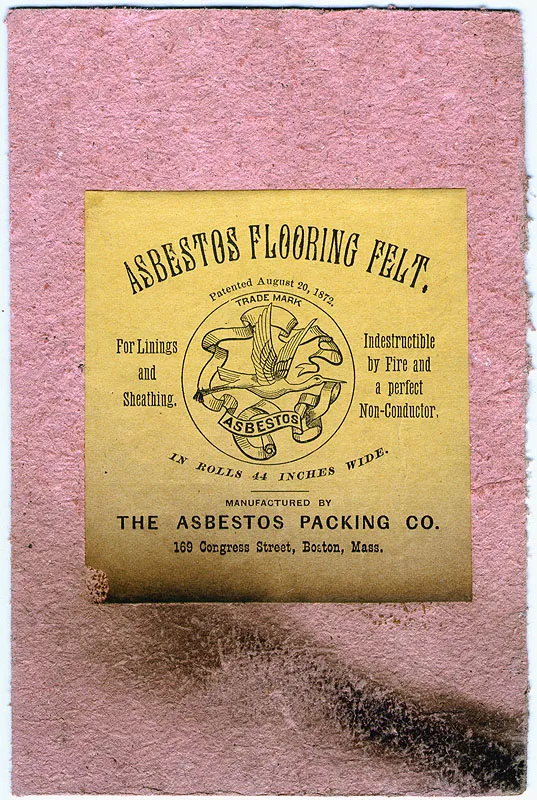 ASBESTOS FLOORING FELT.
Patented August 20, 1872.
TRADE MARK
For Linings
and
Sheathing.
ASBESTOS
Indestructible
by Fire and
a perfect
Non-Conductor.
IN ROLLS 44 INCHES WIDE.
MANUFACTURED BY
THE ASBESTOS PACKING CO.
169 Congress Street, Boston, Mass.